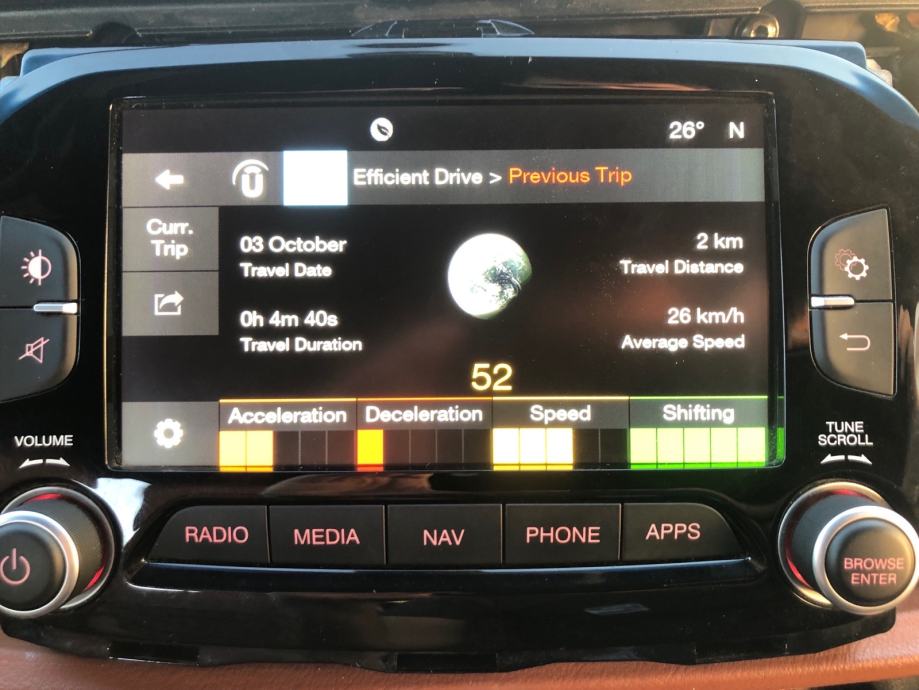 26° N
U
Efficient Drive > Previous Trip
Curr.
Trip
03 October
Travel Date
2 km
Travel Distance
0h 4m 40s
Travel Duration
26 km/h
Average Speed
52
Acceleration Deceleration Speed Shifting
VOLUME
TUNE
SCROLL
RADIO MEDIA NAV PHONE APPS
BROWSE
ENTER